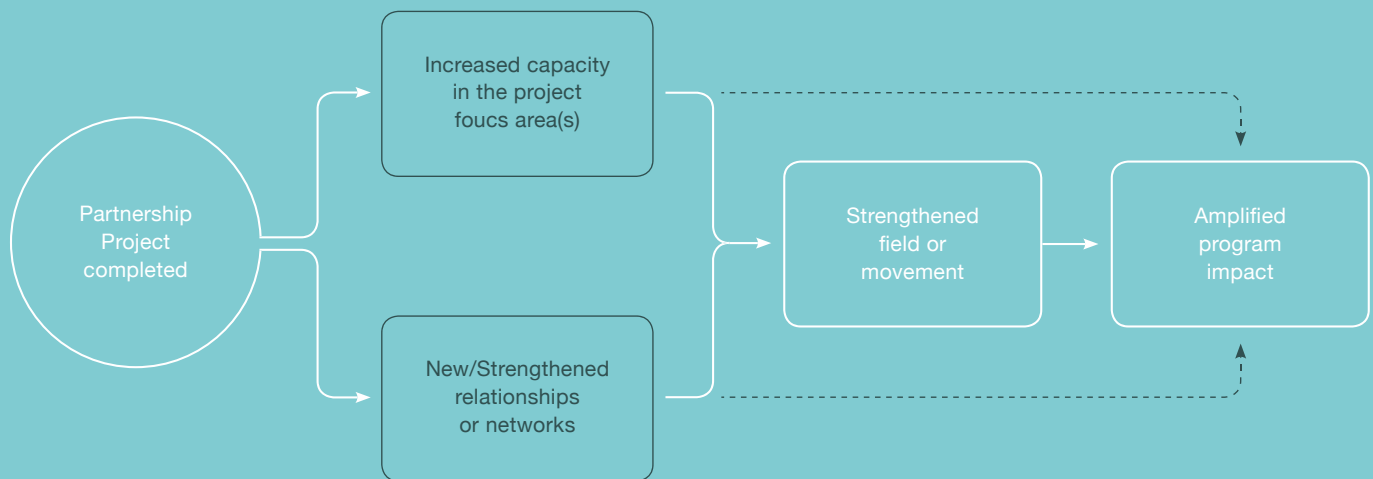 Partnership
Project
completed
Increased capacity
in the project
foucs area(s)
New/Strengthened
relationships
or networks
Strengthened
field or
movement
Amplified
program
impact